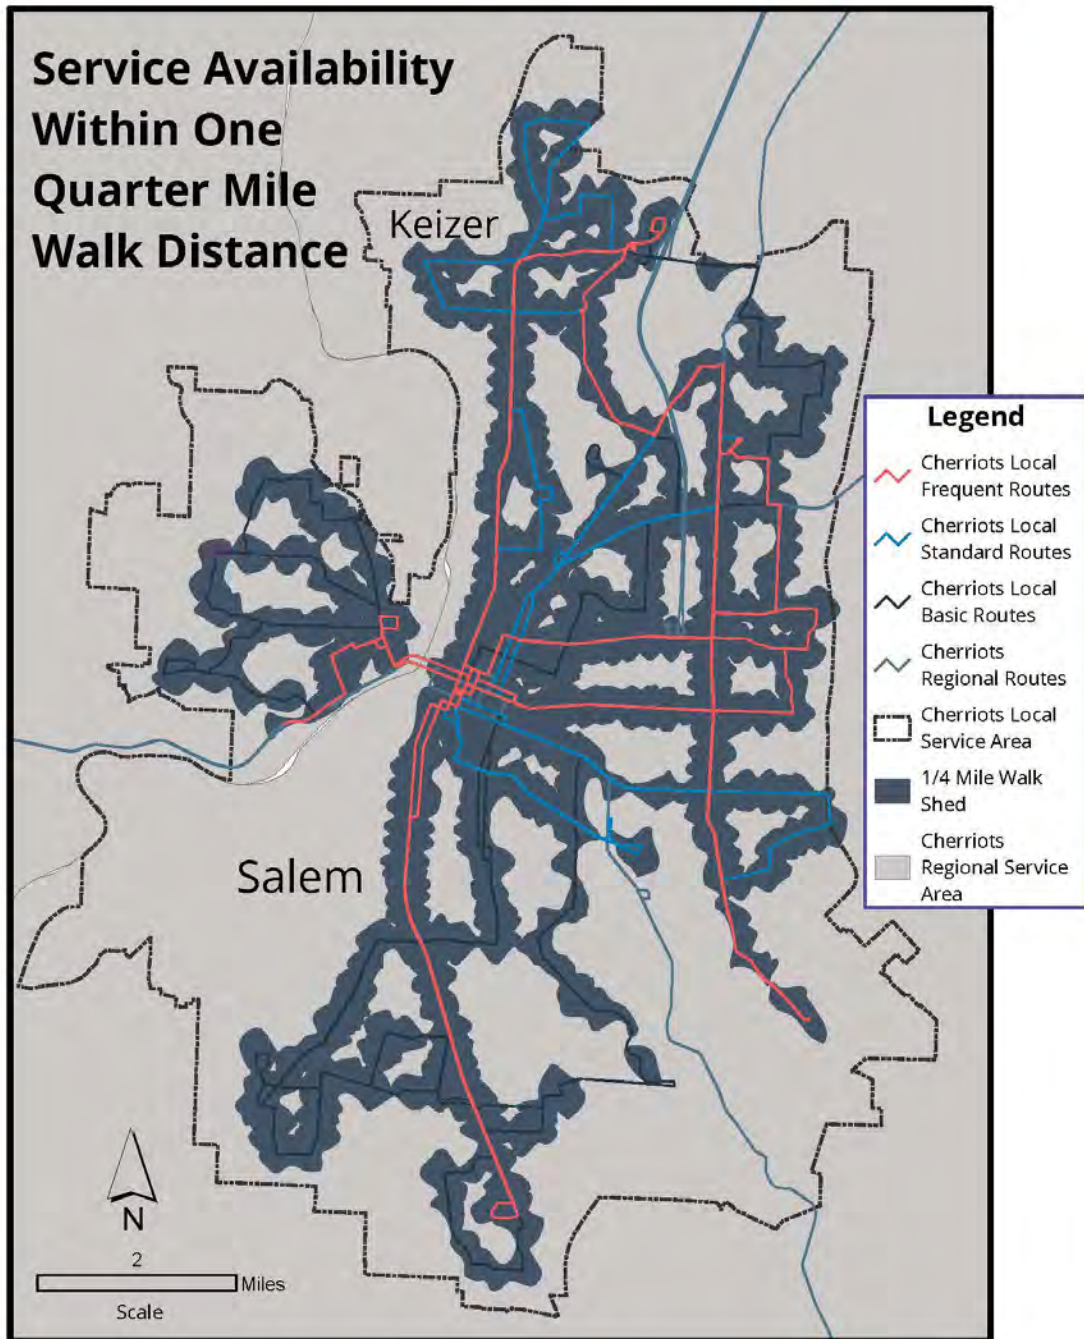 Service Availability
Within One
Quarter Mile
Walk Distance
Keizer
Legend
Cherriots Local
Frequent Routes
Cherriots Local
Standard Routes
Cherriots Local
Basic Routes
Cherriots
Regional Routes
Cherriots Local
Service Area
1/4 Mile Walk
Shed
Cherriots
Regional Service
Area
Salem
N
2
Miles
Scale